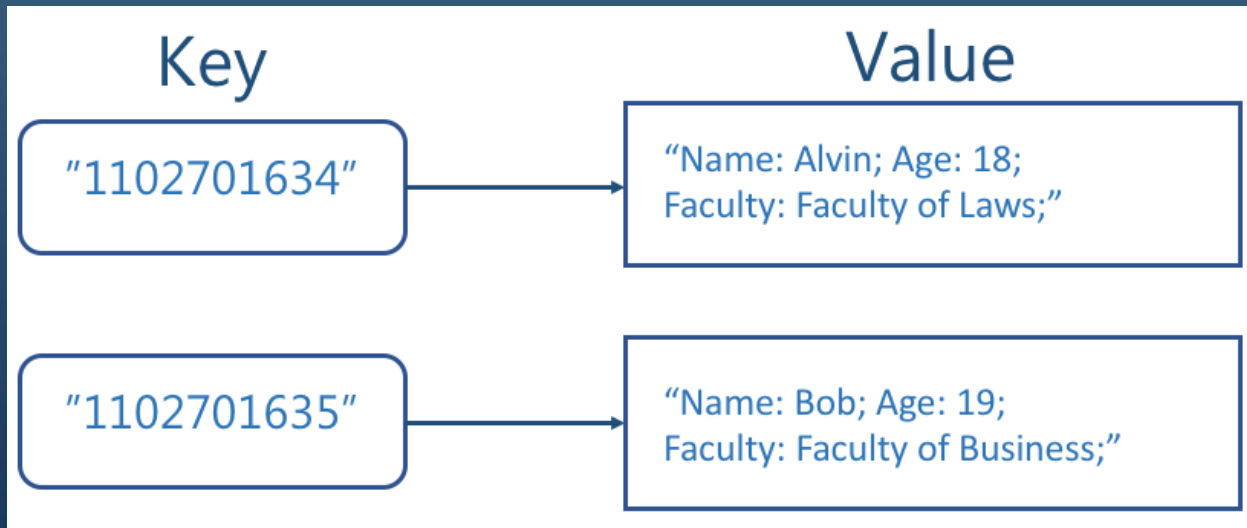 Key
Value
"1102701634"
“Name: Alvin; Age: 18;
Faculty: Faculty of Laws;”
"1102701635"
“Name: Bob; Age: 19;
Faculty: Faculty of Business;”